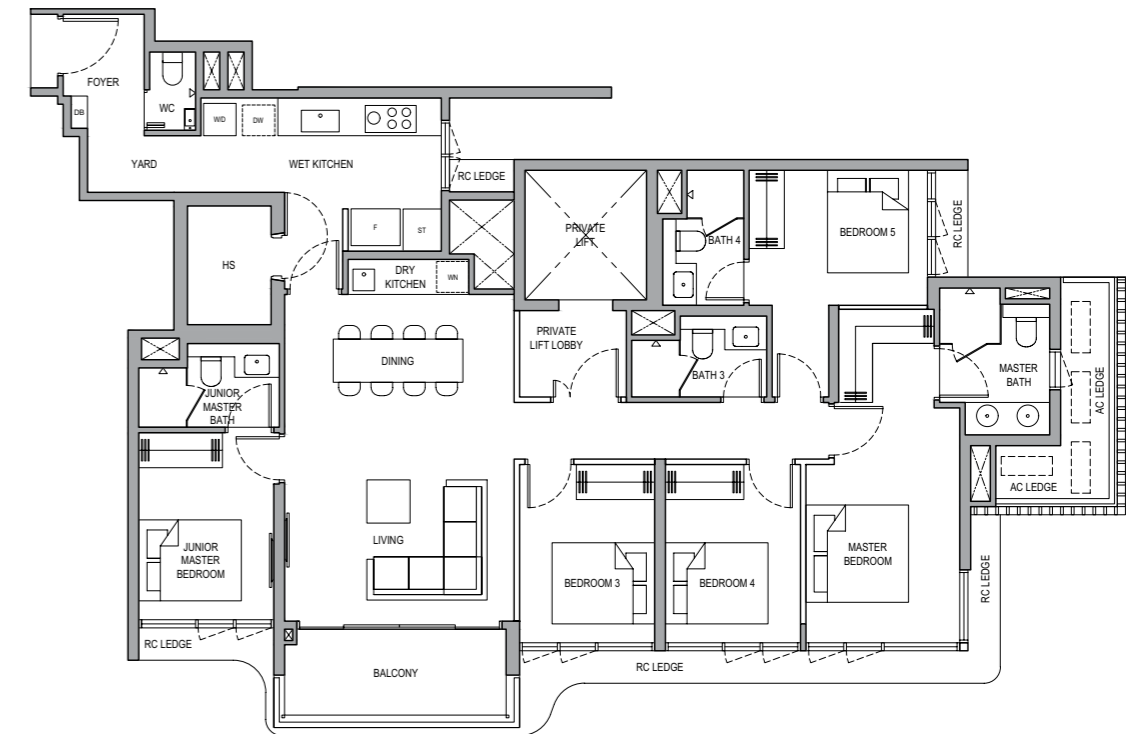 FOYER
DB
WC
W/D
DW
YARD
WET KITCHEN
RC LEDGE
F
ST
HS
DRY
KITCHEN
WN
PRIVATE
LIFT
BATH 4
BEDROOM 5
RC LEDGE
PRIVATE
LIFT LOBBY
BATH 3
DINING
JUNIOR
MASTER
BATH
MASTER
BATH
AC LEDGE
AC LEDGE
LIVING
JUNIOR
MASTER
BEDROOM
BEDROOM 3
BEDROOM 4
MASTER
BEDROOM
RC LEDGE
RC LEDGE
BALCONY
RC LEDGE